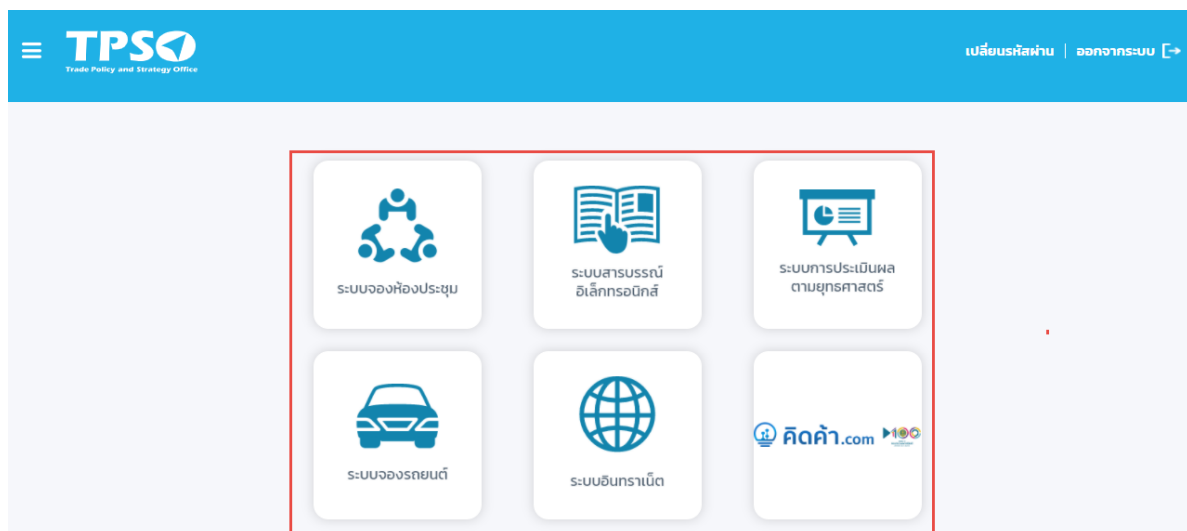 TPSO
Trade Policy and Strategy Office
เปลี่ยนรหัสผ่าน | ออกจากระบบ
ระบบจองห้องประชุม
ระบบสารบรรณ์
อิเล็กทรอนิกส์
ระบบการประเมินผล
ตามยุทธศาสตร์
ระบบจองรถยนต์
ระบบอินทราเน็ต
คิดค้า.com